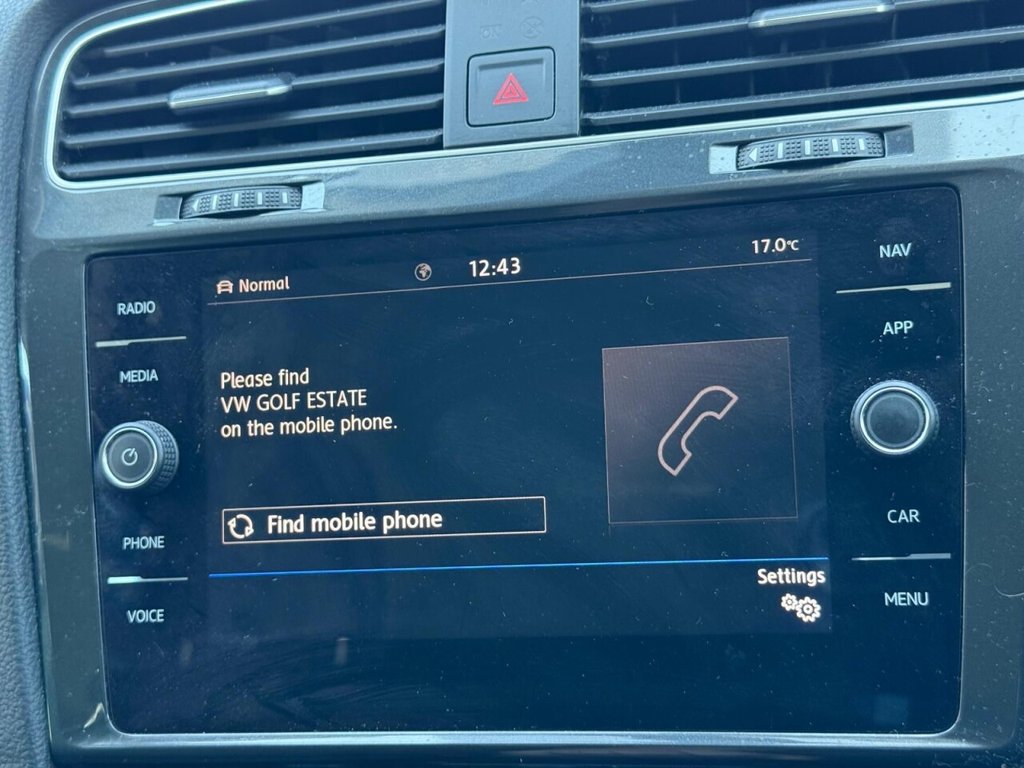 Normal
12:43
17.0°C
RADIO
MEDIA
PHONE
VOICE
Please find
VW GOLF ESTATE
on the mobile phone.
Find mobile phone
Settings
NAV
APP
CAR
MENU